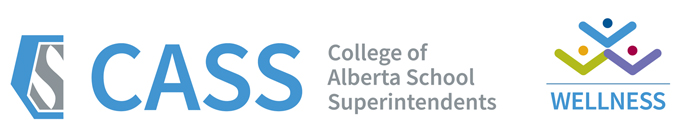 CASS
College of
Alberta School
Superintendents
WELLNESS